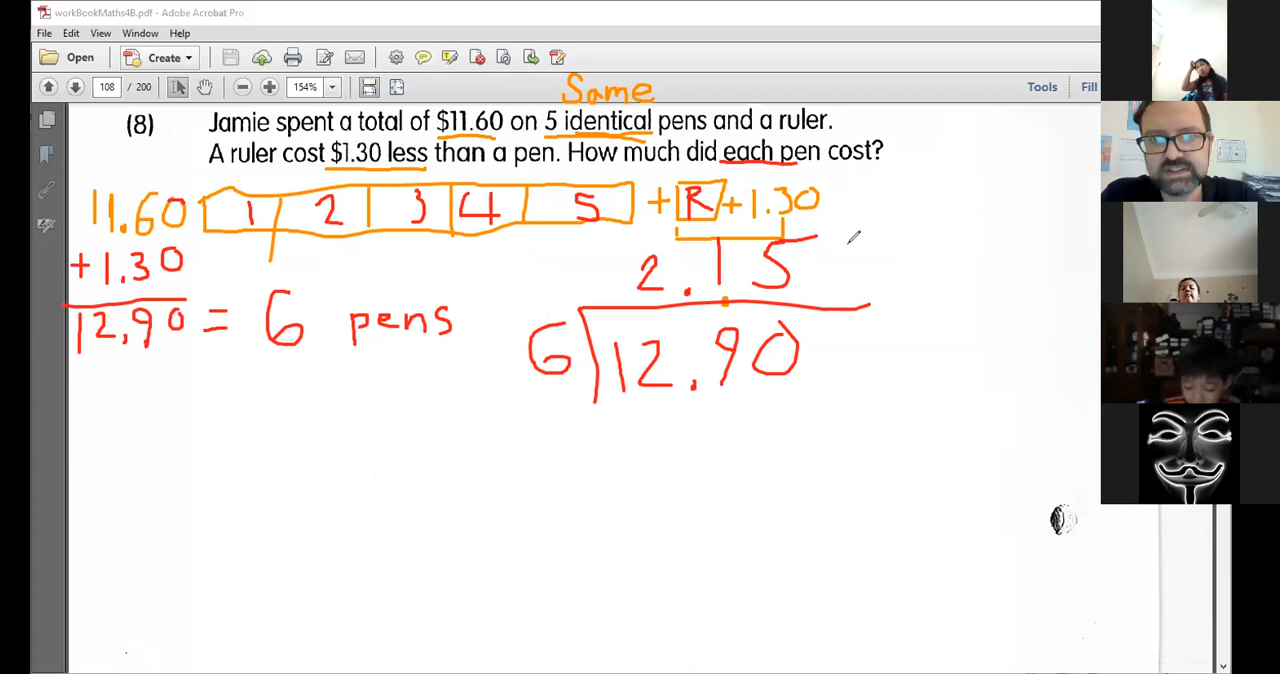 workBookMaths4B.pdf - Adobe Acrobat Pro
File Edit View Window Help
Open Create
108 / 200 154% Tools Fill
Same
(8) Jamie spent a total of $11.60 on 5 identical pens and a ruler.
A ruler cost $1.30 less than a pen. How much did each pen cost?
11.60 1 2 3 4 5 + R + 1.30
+1.30
2.15
12.90 = 6 pens
6 12.90